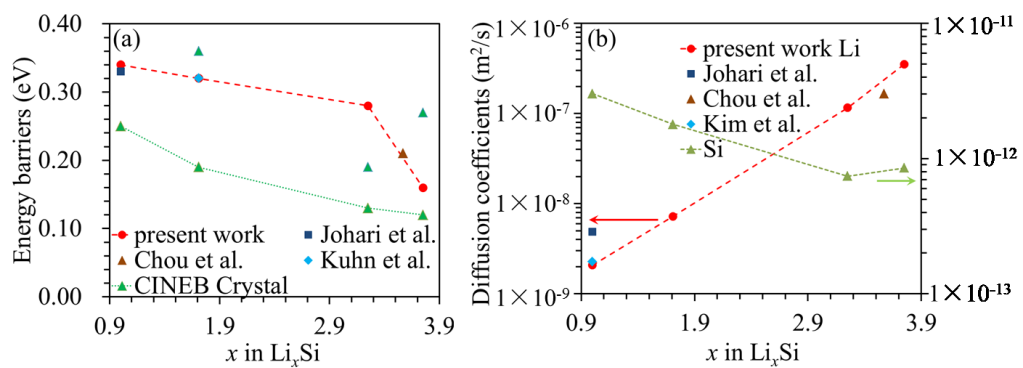 (a)
Energy barriers (eV)
0.40
0.30
0.20
0.10
0.00
present work
Johari et al.
Chou et al.
Kuhn et al.
CINEB Crystal
0.9 1.9 2.9 3.9
x in LiₓSi
(b)
Diffusion coefficients (m²/s)
1×10⁻⁶
1×10⁻⁷
1×10⁻⁸
1×10⁻⁹
present work Li
Johari et al.
Chou et al.
Kim et al.
Si
1×10⁻¹¹
1×10⁻¹²
1×10⁻¹³
0.9 1.9 2.9 3.9
x in LiₓSi